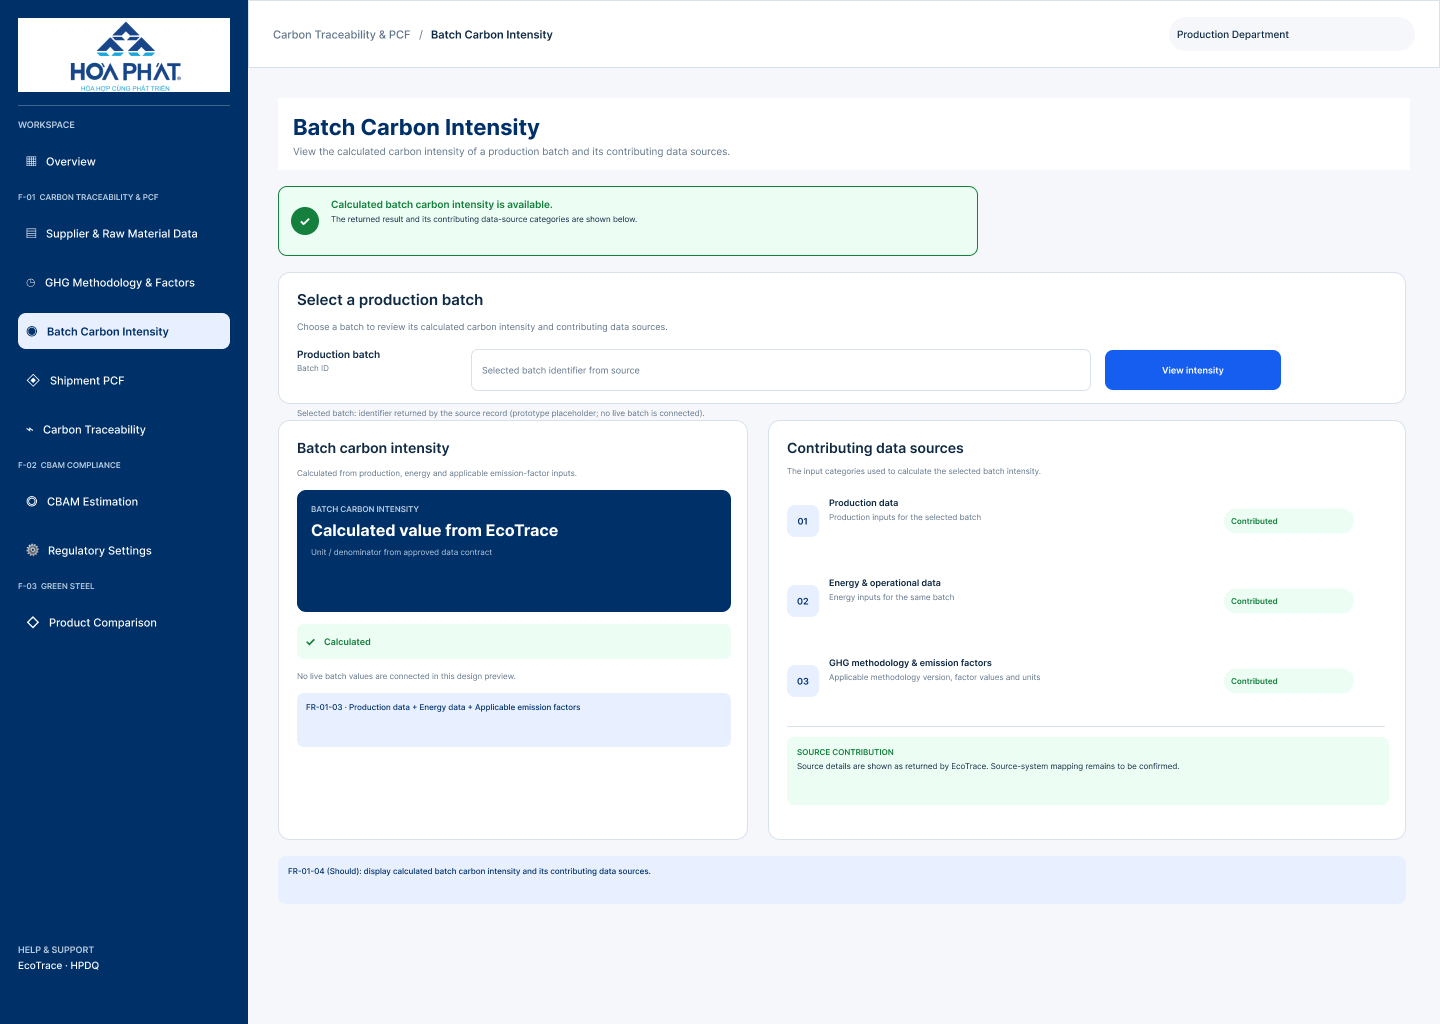 HÒA PHÁT
HÒA HỢP CÙNG PHÁT TRIỂN
WORKSPACE
Overview
F-01 CARBON TRACEABILITY & PCF
Supplier & Raw Material Data
GHG Methodology & Factors
Batch Carbon Intensity
Shipment PCF
Carbon Traceability
F-02 CBAM COMPLIANCE
CBAM Estimation
Regulatory Settings
F-03 GREEN STEEL
Product Comparison
HELP & SUPPORT
EcoTrace · HPDQ
Carbon Traceability & PCF / Batch Carbon Intensity
Production Department
Batch Carbon Intensity
View the calculated carbon intensity of a production batch and its contributing data sources.
Calculated batch carbon intensity is available.
The returned result and its contributing data-source categories are shown below.
Select a production batch
Choose a batch to review its calculated carbon intensity and contributing data sources.
Production batch
Batch ID
Selected batch identifier from source
View intensity
Selected batch: identifier returned by the source record (prototype placeholder; no live batch is connected).
Batch carbon intensity
Calculated from production, energy and applicable emission-factor inputs.
BATCH CARBON INTENSITY
Calculated value from EcoTrace
Unit / denominator from approved data contract
Calculated
No live batch values are connected in this design preview.
FR-01-03 · Production data + Energy data + Applicable emission factors
Contributing data sources
The input categories used to calculate the selected batch intensity.
01
Production data
Production inputs for the selected batch
Contributed
02
Energy & operational data
Energy inputs for the same batch
Contributed
03
GHG methodology & emission factors
Applicable methodology version, factor values and units
Contributed
SOURCE CONTRIBUTION
Source details are shown as returned by EcoTrace. Source-system mapping remains to be confirmed.
FR-01-04 (Should): display calculated batch carbon intensity and its contributing data sources.